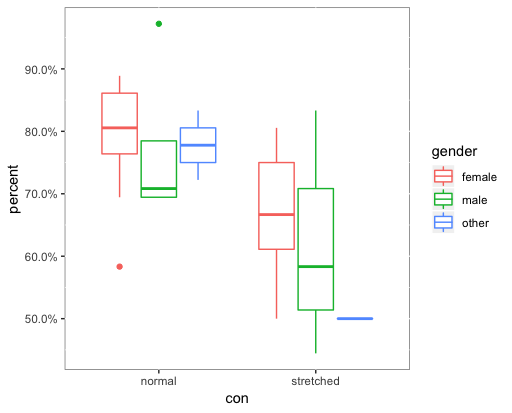 percent
90.0%
80.0%
70.0%
60.0%
50.0%
normal
stretched
con
gender
female
male
other